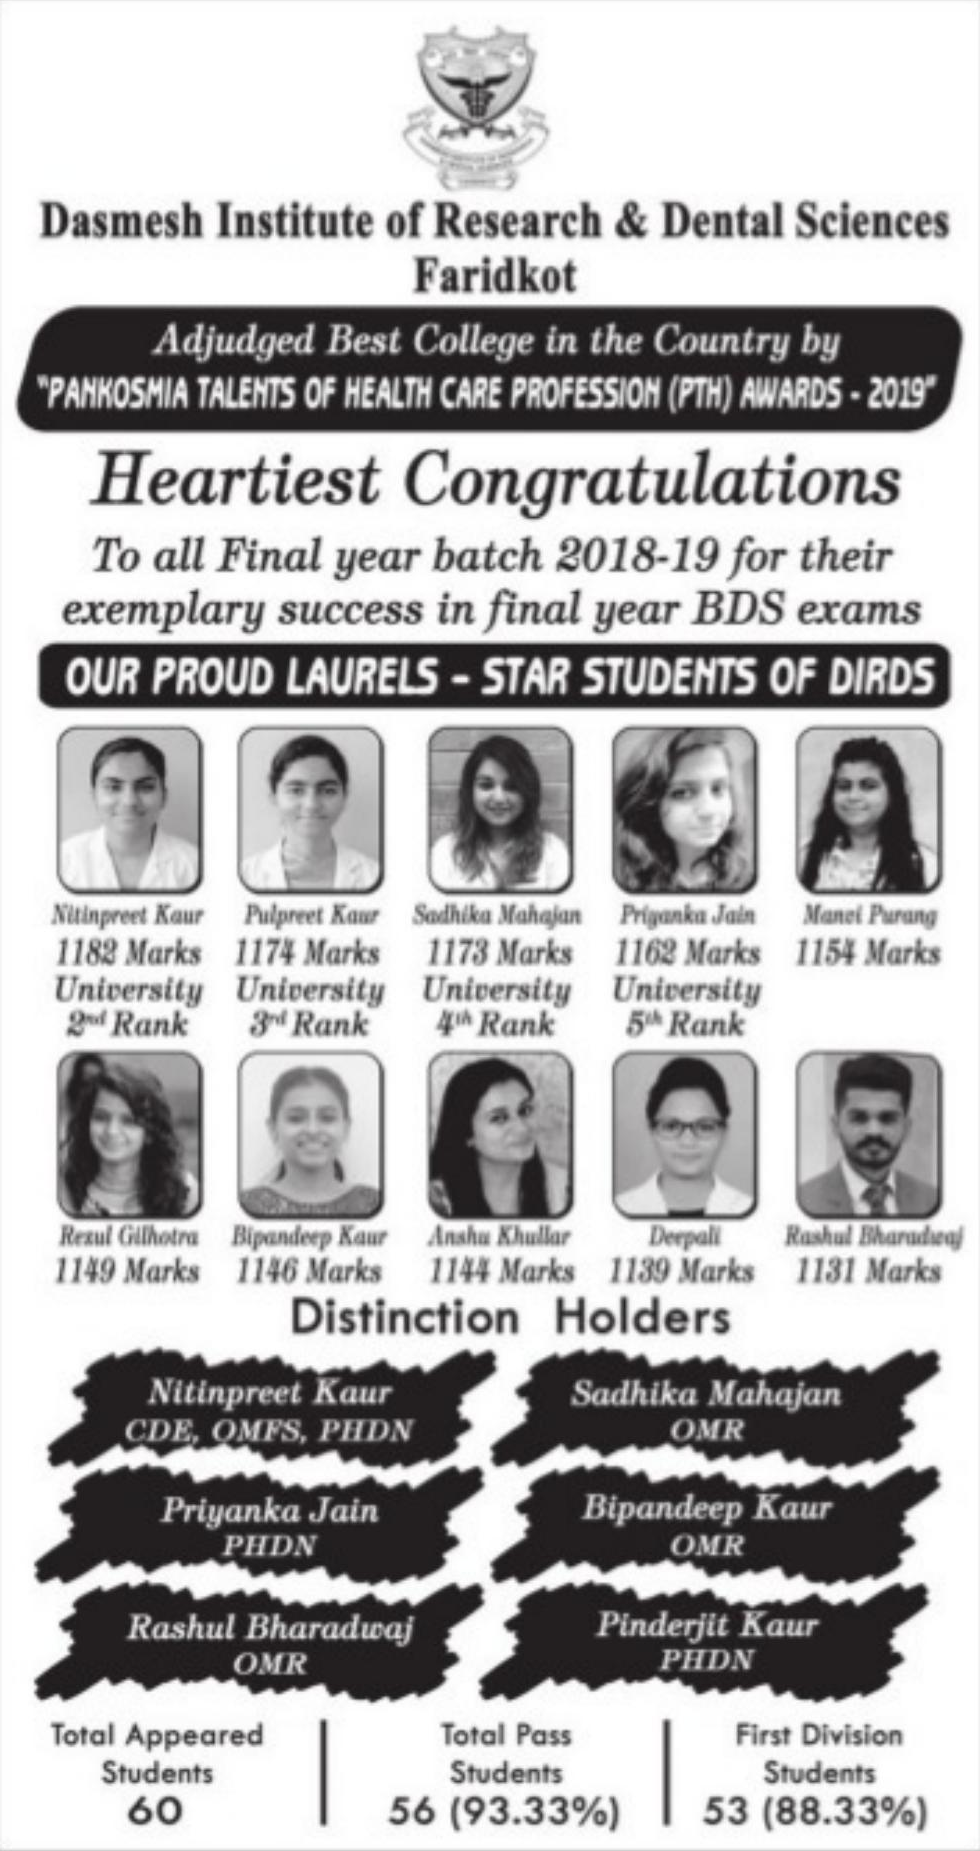 Dasmesh Institute of Research & Dental Sciences
Faridkot
Adjudged Best College in the Country by
"PANKOSMIA TALENTS OF HEALTH CARE PROFESSION (PTH) AWARDS - 2019"
Heartiest Congratulations
To all Final year batch 2018-19 for their
exemplary success in final year BDS exams
OUR PROUD LAURELS - STAR STUDENTS OF DIRDS
Nitinpreet Kaur
1182 Marks
University
2nd Rank
Pulpreet Kaur
1174 Marks
University
3rd Rank
Sadhika Mahajan
1173 Marks
University
4th Rank
Priyanka Jain
1162 Marks
University
5th Rank
Manvi Purang
1154 Marks
Rezul Gilhotra
1149 Marks
Bipandeep Kaur
1146 Marks
Anshu Khullar
1144 Marks
Deepali
1139 Marks
Rashul Bharadwaj
1131 Marks
Distinction Holders
Nitinpreet Kaur
CDE, OMFS, PHDN
Sadhika Mahajan
OMR
Priyanka Jain
PHDN
Bipandeep Kaur
OMR
Rashul Bharadwaj
OMR
Pinderjit Kaur
PHDN
Total Appeared
Students
60
Total Pass
Students
56 (93.33%)
First Division
Students
53 (88.33%)